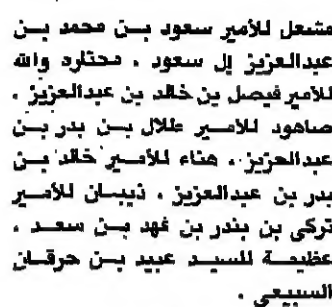 مشعل للأمير سعود بن محمد بن
عبدالعزيز آل سعود ، محتارد والله
للأمير فيصل بن خالد بن عبدالعزيز ،
صاهود للأمير طلال بن بدر بن
عبدالعزيز ، هناء للأمير خالد بن
بدر بن عبدالعزيز ، ذيبان للأمير
تركي بن بندر بن فهد بن سعد ،
عظيمة للسيد عبيد بن حرقان
السبيعي .